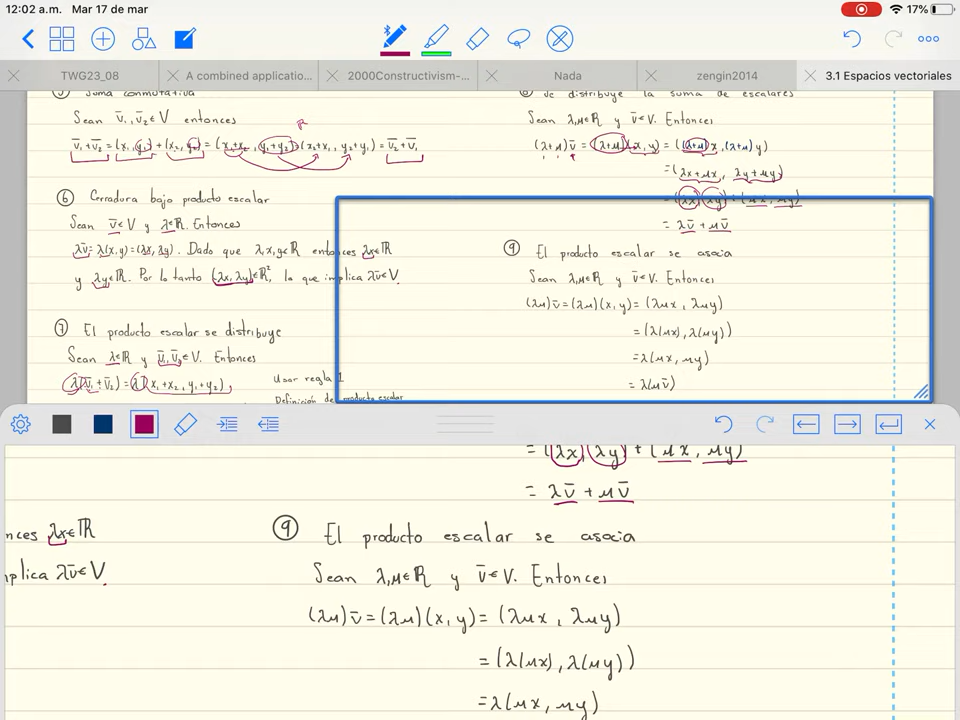 12:02 a.m. Mar 17 de mar
17%
TWG23_08
A combined applicatio...
2000Constructivism-...
Nada
zengin2014
3.1 Espacios vectoriales
Suma conmutativa
Sean v̄₁, v̄₂ ∈ V entonces
v̄₁+v̄₂ = (x₁, y₁) + (x₂, y₂) = (x₁+x₂, y₁+y₂) = (x₂+x₁, y₂+y₁) = v̄₂+v̄₁
⑥ Cerradura bajo producto escalar
Sean v̄∈V y λ∈ℝ. Entonces
λv̄=λ(x,y)=(λx,λy). Dado que λ,x,y∈ℝ entonces λx∈ℝ
y λy∈ℝ. Por lo tanto (λx,λy)∈ℝ², lo que implica λv̄∈V.
⑦ El producto escalar se distribuye
Sean λ∈ℝ y v̄₁,v̄₂∈V. Entonces
λ(v̄₁+v̄₂)=λ(x₁+x₂, y₁+y₂)
Usar regla 1
Definición de producto escalar
Se distribuye la suma de escalares
Sean λ,μ∈ℝ y v̄∈V. Entonces
(λ+μ)v̄ = (λ+μ)(x,y) = ((λ+μ)x,(λ+μ)y)
= (λx+μx, λy+μy)
= (λx,λy)+(μx,μy)
= λv̄ + μv̄
⑨ El producto escalar se asocia
Sean λ,μ∈ℝ y v̄∈V. Entonces
(λμ)v̄=(λμ)(x,y)=(λμx, λμy)
=(λ(μx),λ(μy))
=λ(μx, μy)
=λ(μv̄)
= (λx,λy)+(μx, μy)
= λv̄ + μv̄
nces λx∈ℝ
mplica λv̄∈V.
⑨ El producto escalar se asocia
Sean λ,μ∈ℝ y v̄∈V. Entonces
(λμ)v̄=(λμ)(x,y)=(λμx, λμy)
=(λ(μx),λ(μy))
=λ(μx, μy)